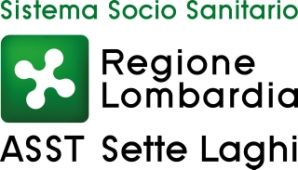 Sistema Socio Sanitario
Regione
Lombardia
ASST Sette Laghi